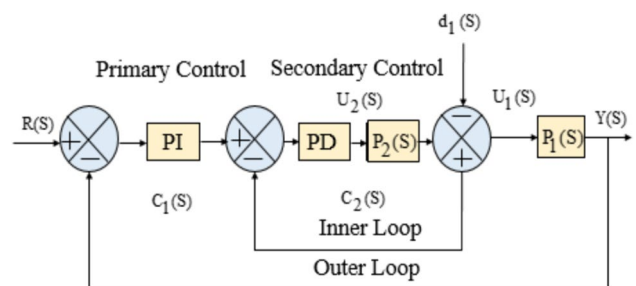 d1(S)
Primary Control Secondary Control
U2(S) U1(S)
R(S) Y(S)
+ − PI + − PD P2(S) − + P1(S)
C1(S) C2(S)
Inner Loop
Outer Loop